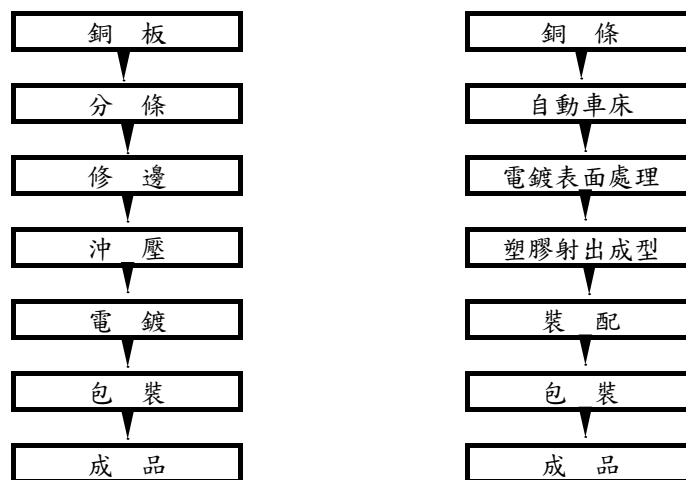 銅 板
分 條
修 邊
沖 壓
電 鍍
包 裝
成 品
銅 條
自動車床
電鍍表面處理
塑膠射出成型
裝 配
包 裝
成 品